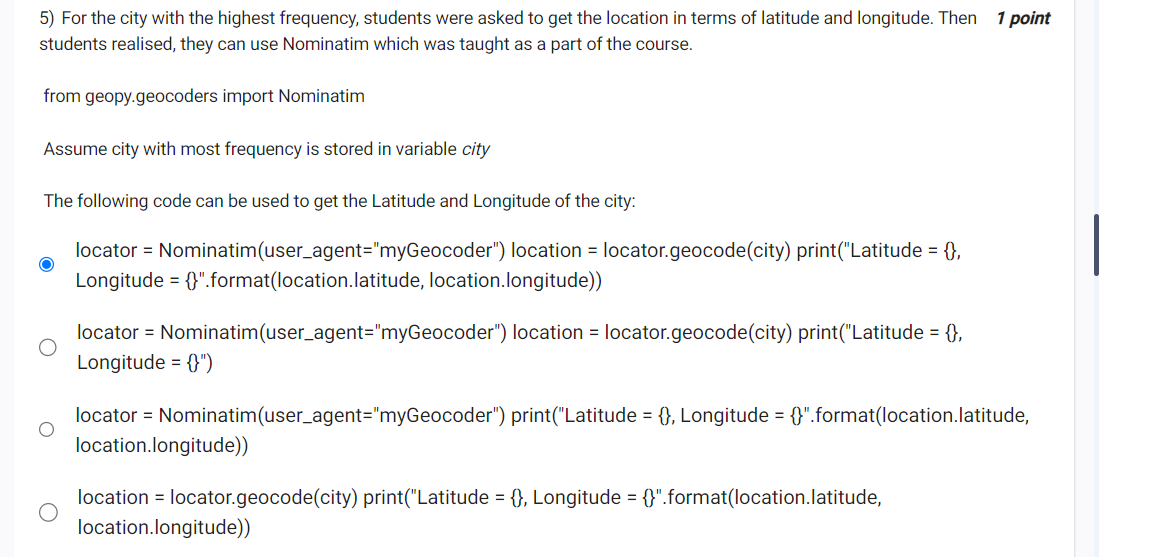 5) For the city with the highest frequency, students were asked to get the location in terms of latitude and longitude. Then 1 point
students realised, they can use Nominatim which was taught as a part of the course.
from geopy.geocoders import Nominatim
Assume city with most frequency is stored in variable city
The following code can be used to get the Latitude and Longitude of the city:
locator = Nominatim(user_agent="myGeocoder") location = locator.geocode(city) print("Latitude = {},
Longitude = {}".format(location.latitude, location.longitude))
locator = Nominatim(user_agent="myGeocoder") location = locator.geocode(city) print("Latitude = {},
Longitude = {}")
locator = Nominatim(user_agent="myGeocoder") print("Latitude = {}, Longitude = {}".format(location.latitude,
location.longitude))
location = locator.geocode(city) print("Latitude = {}, Longitude = {}".format(location.latitude,
location.longitude))